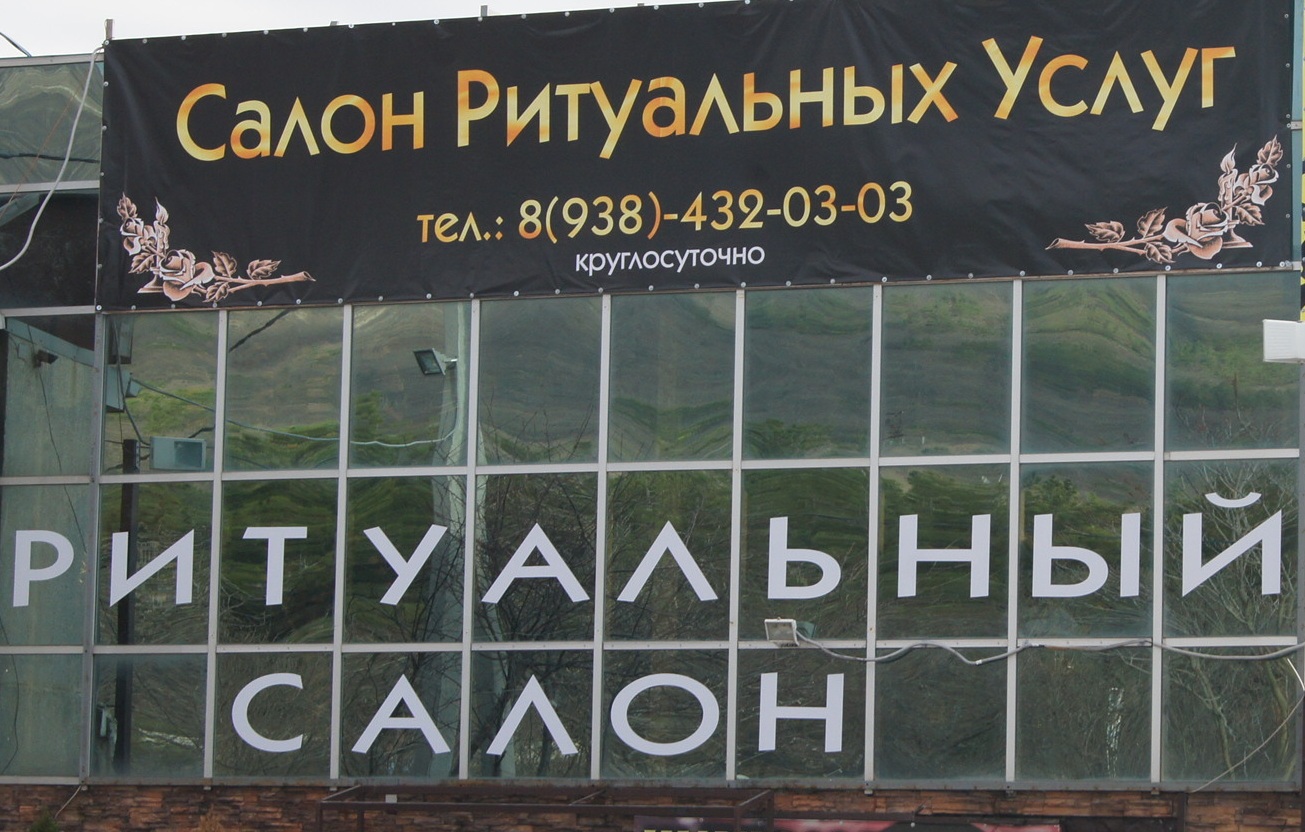 Салон Ритуальных Услуг
тел.: 8(938)-432-03-03
круглосуточно
РИТУАЛЬНЫЙ
САЛОН